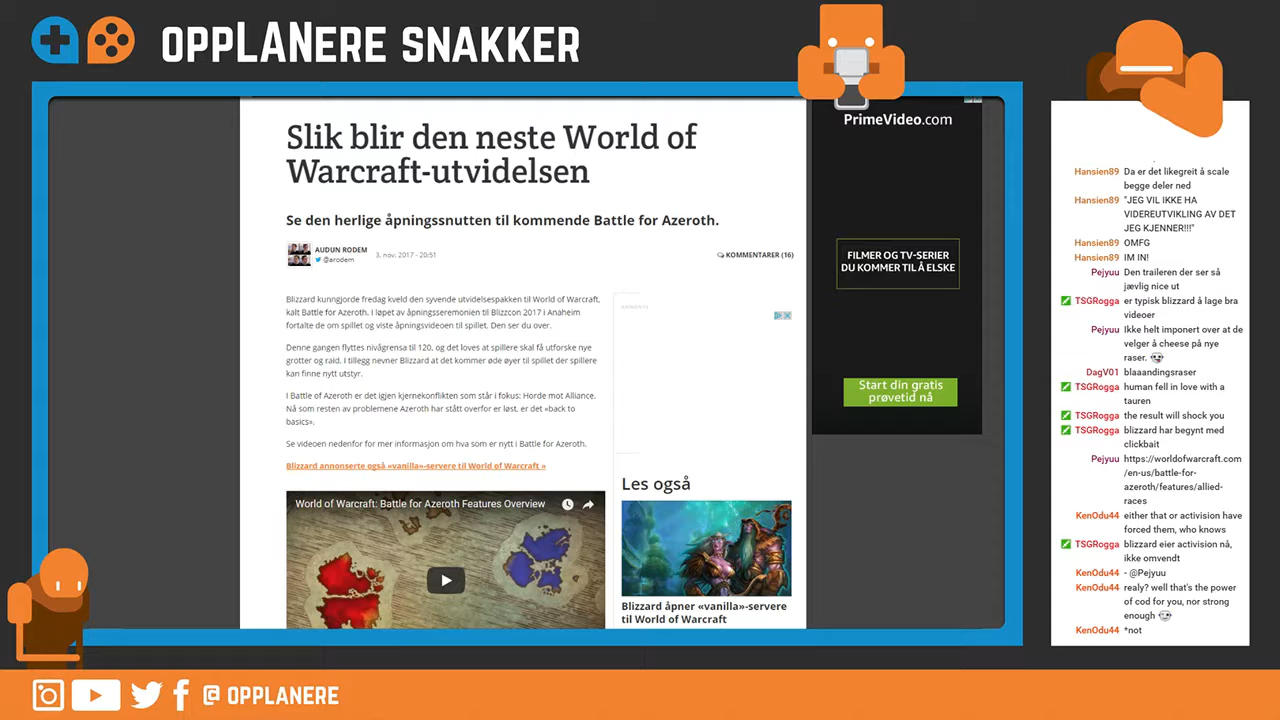 OPPLANERE SNAKKER
Slik blir den neste World of
Warcraft-utvidelsen
Se den herlige åpningssnutten til kommende Battle for Azeroth.
AUDUN RODEM
@arodem
3. nov. 2017 - 20:51
KOMMENTARER (16)
Blizzard kunngjorde fredag kveld den syvende utvidelsespakken til World of Warcraft,
kalt Battle for Azeroth. I løpet av åpningsseremonien til Blizzcon 2017 i Anaheim
fortalte de om spillet og viste åpningsvideoen til spillet. Den ser du over.
Denne gangen flyttes nivågrensa til 120, og det loves at spillere skal få utforske nye
grotter og raid. I tillegg nevner Blizzard at det kommer øde øyer til spillet der spillere
kan finne nytt utstyr.
I Battle of Azeroth er det igjen kjernekonflikten som står i fokus: Horde mot Alliance.
Nå som resten av problemene Azeroth har stått overfor er løst, er det «back to
basics».
Se videoen nedenfor for mer informasjon om hva som er nytt i Battle for Azeroth.
Blizzard annonserte også «vanilla»-servere til World of Warcraft »
World of Warcraft: Battle for Azeroth Features Overview
ANNONSE
Les også
Blizzard åpner «vanilla»-servere
til World of Warcraft
PrimeVideo.com
FILMER OG TV-SERIER
DU KOMMER TIL Å ELSKE
Start din gratis
prøvetid nå
Hansien89 Da er det likegreit å scale
begge deler ned
Hansien89 "JEG VIL IKKE HA
VIDEREUTVIKLING AV DET
JEG KJENNER!!!"
Hansien89 OMFG
Hansien89 IM IN!
Pejyuu Den traileren der ser så
jævlig nice ut
TSGRogga er typisk blizzard å lage bra
videoer
Pejyuu Ikke helt imponert over at de
velger å cheese på nye
raser.
DagV01 blaaandingsraser
TSGRogga human fell in love with a
tauren
TSGRogga the result will shock you
TSGRogga blizzard har begynt med
clickbait
Pejyuu https://worldofwarcraft.com
/en-us/battle-for-
azeroth/features/allied-
races
KenOdu44 either that or activision have
forced them, who knows
TSGRogga blizzard eier activision nå,
ikke omvendt
KenOdu44 - @Pejyuu
KenOdu44 realy? well that's the power
of cod for you, nor strong
enough
KenOdu44 *not
@ OPPLANERE